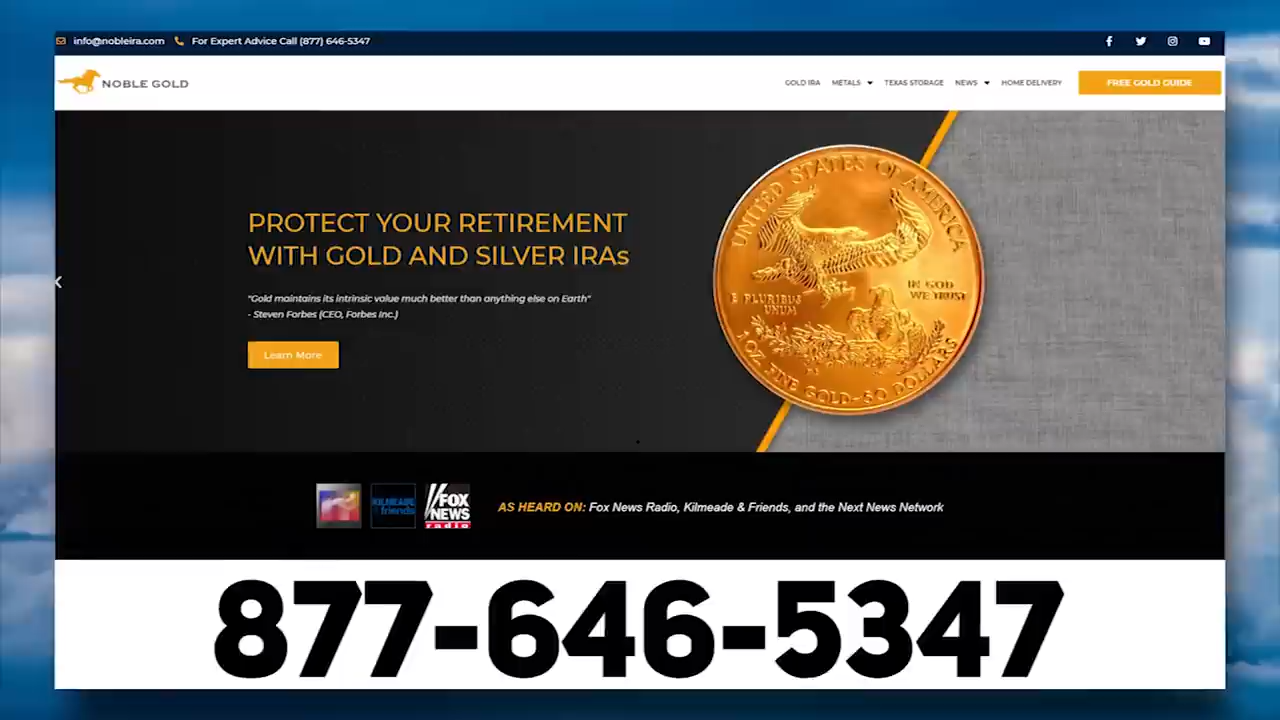 info@nobleira.com For Expert Advice Call (877) 646-5347
NOBLE GOLD
GOLD IRA METALS TEXAS STORAGE NEWS HOME DELIVERY FREE GOLD GUIDE
PROTECT YOUR RETIREMENT
WITH GOLD AND SILVER IRAs
"Gold maintains its intrinsic value much better than anything else on Earth"
- Steven Forbes (CEO, Forbes Inc.)
Learn More
UNITED STATES OF AMERICA
IN GOD
WE TRUST
E PLURIBUS
UNUM
1 OZ. FINE GOLD~50 DOLLARS
KILMEADE
& friends
FOX
NEWS
radio
AS HEARD ON: Fox News Radio, Kilmeade & Friends, and the Next News Network
877-646-5347